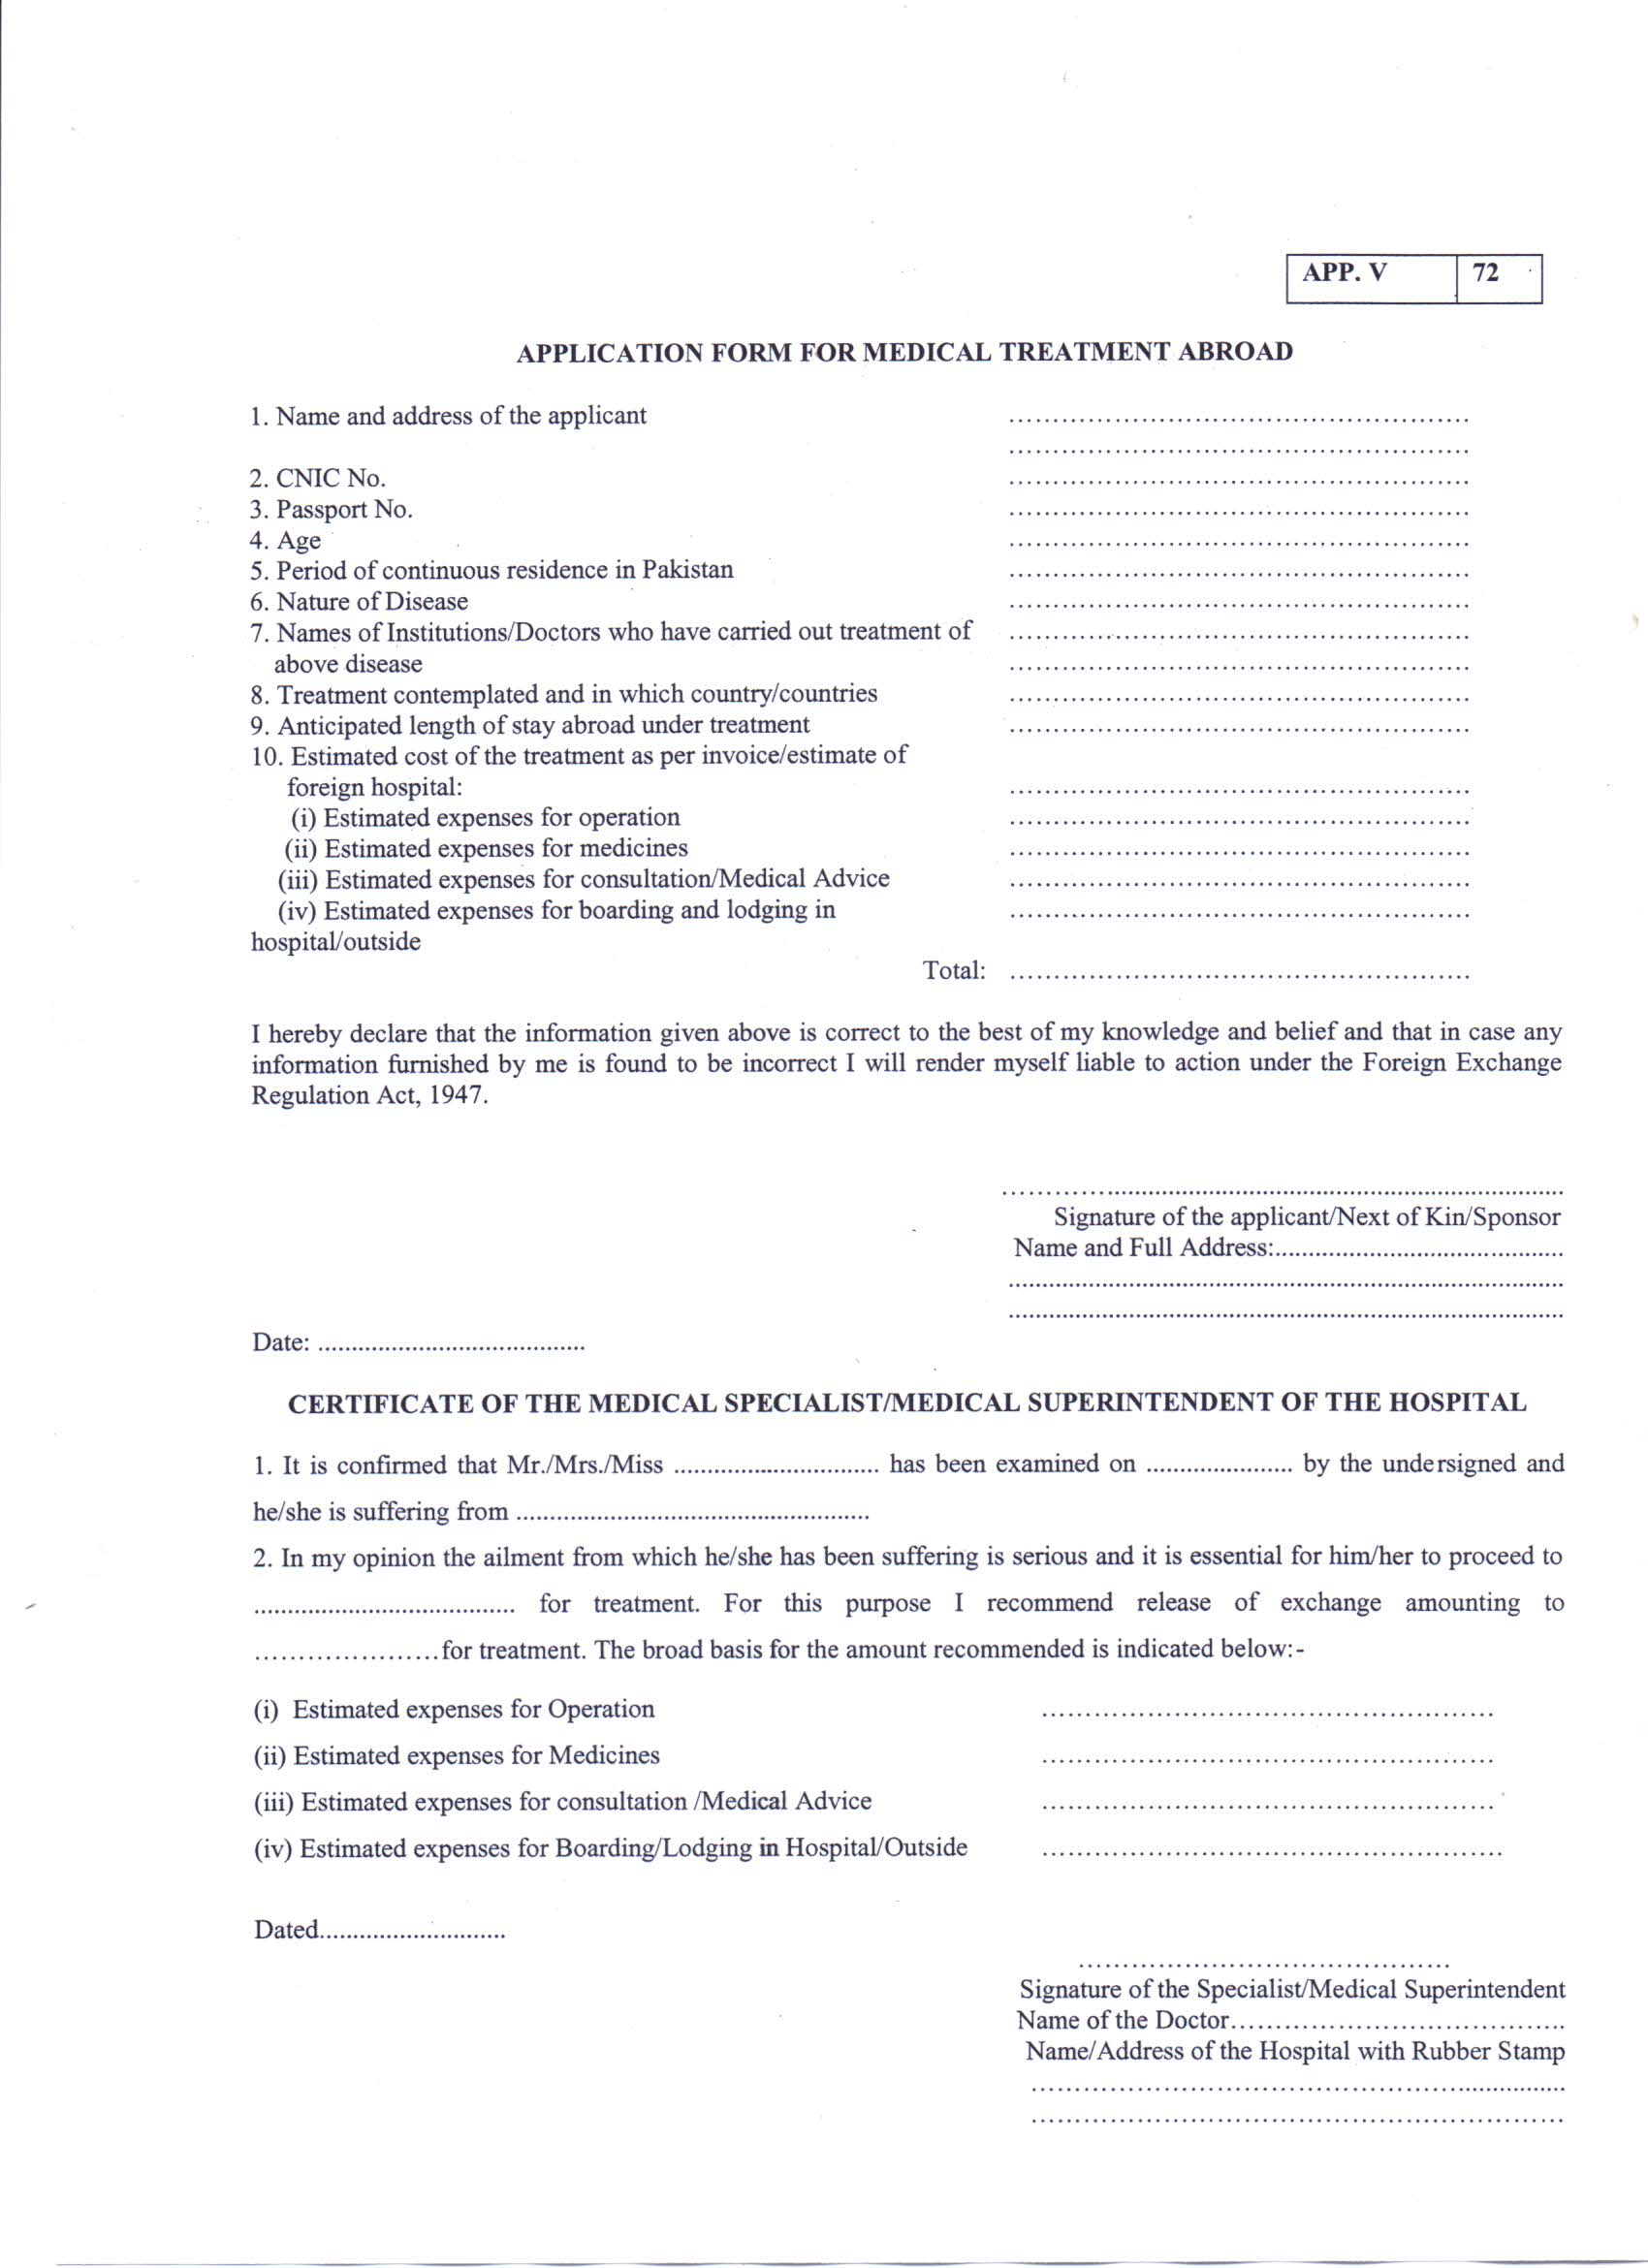 APP. V 72
APPLICATION FORM FOR MEDICAL TREATMENT ABROAD
1. Name and address of the applicant ....................................................
....................................................
2. CNIC No. ....................................................
3. Passport No. ....................................................
4. Age ....................................................
5. Period of continuous residence in Pakistan ....................................................
6. Nature of Disease ....................................................
7. Names of Institutions/Doctors who have carried out treatment of ....................................................
above disease ....................................................
8. Treatment contemplated and in which country/countries ....................................................
9. Anticipated length of stay abroad under treatment ....................................................
10. Estimated cost of the treatment as per invoice/estimate of
foreign hospital: ....................................................
(i) Estimated expenses for operation ....................................................
(ii) Estimated expenses for medicines ....................................................
(iii) Estimated expenses for consultation/Medical Advice ....................................................
(iv) Estimated expenses for boarding and lodging in ....................................................
hospital/outside
Total: ....................................................
I hereby declare that the information given above is correct to the best of my knowledge and belief and that in case any
information furnished by me is found to be incorrect I will render myself liable to action under the Foreign Exchange
Regulation Act, 1947.
....................................................
Signature of the applicant/Next of Kin/Sponsor
Name and Full Address:...........................................
....................................................
....................................................
Date: ........................................
CERTIFICATE OF THE MEDICAL SPECIALIST/MEDICAL SUPERINTENDENT OF THE HOSPITAL
1. It is confirmed that Mr./Mrs./Miss .............................. has been examined on ...................... by the undersigned and
he/she is suffering from ....................................................
2. In my opinion the ailment from which he/she has been suffering is serious and it is essential for him/her to proceed to
....................................... for treatment. For this purpose I recommend release of exchange amounting to
.....................for treatment. The broad basis for the amount recommended is indicated below:-
(i) Estimated expenses for Operation ....................................................
(ii) Estimated expenses for Medicines ....................................................
(iii) Estimated expenses for consultation /Medical Advice ....................................................
(iv) Estimated expenses for Boarding/Lodging in Hospital/Outside ....................................................
Dated............................
..........................................
Signature of the Specialist/Medical Superintendent
Name of the Doctor......................................
Name/Address of the Hospital with Rubber Stamp
....................................................
....................................................